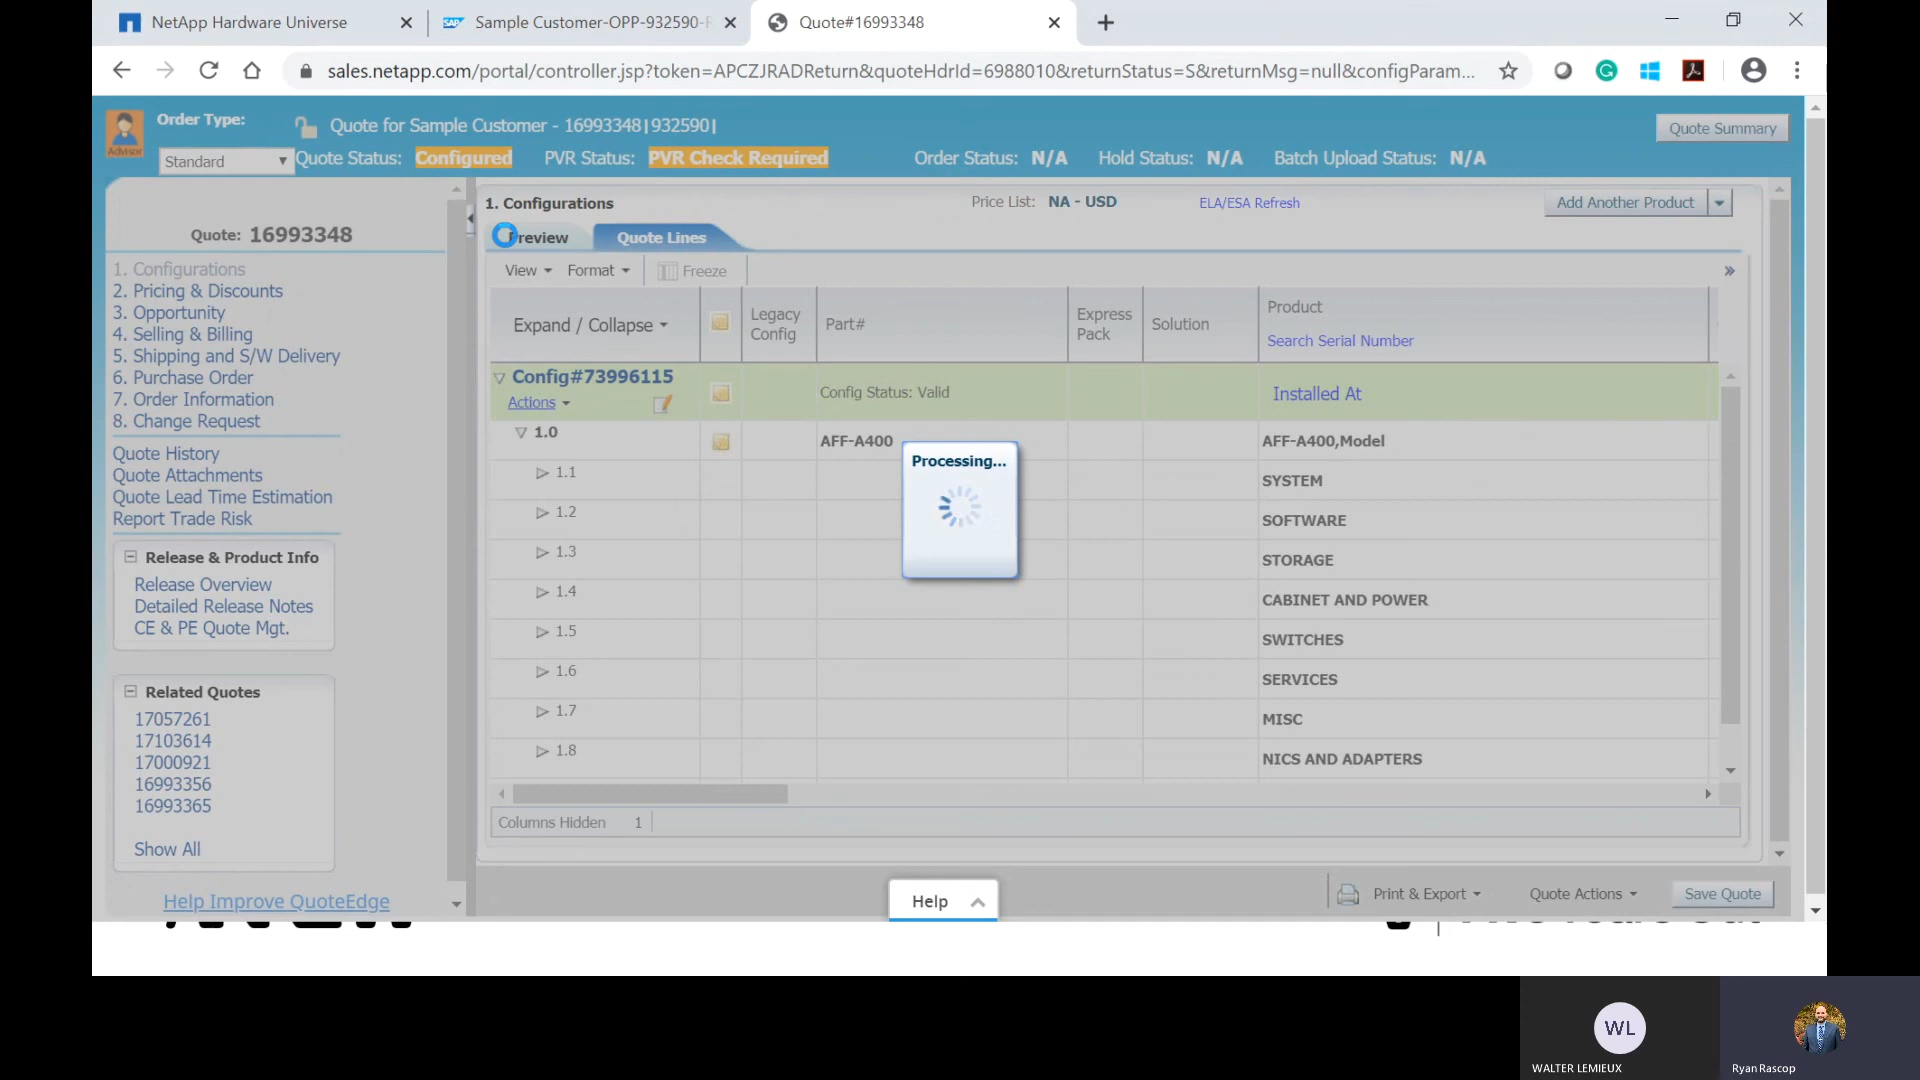 NetApp Hardware Universe
SAP
Sample Customer-OPP-932590-
Quote#16993348
sales.netapp.com/portal/controller.jsp?token=APCZJRADReturn&quoteHdrId=6988010&returnStatus=S&returnMsg=null&configParam...
Advisor
Order Type:
Standard
Quote for Sample Customer - 16993348|932590|
Quote Summary
Quote Status: Configured PVR Status: PVR Check Required Order Status: N/A Hold Status: N/A Batch Upload Status: N/A
Quote: 16993348
1. Configurations
2. Pricing & Discounts
3. Opportunity
4. Selling & Billing
5. Shipping and S/W Delivery
6. Purchase Order
7. Order Information
8. Change Request
Quote History
Quote Attachments
Quote Lead Time Estimation
Report Trade Risk
Release & Product Info
Release Overview
Detailed Release Notes
CE & PE Quote Mgt.
Related Quotes
17057261
17103614
17000921
16993356
16993365
Show All
Help Improve QuoteEdge
1. Configurations
Price List: NA - USD
ELA/ESA Refresh
Add Another Product
Preview
Quote Lines
View Format Freeze
Expand / Collapse
Legacy Config
Part#
Express Pack
Solution
Product
Search Serial Number
Config#73996115
Actions
Config Status: Valid
Installed At
1.0 AFF-A400 AFF-A400,Model
1.1 SYSTEM
1.2 SOFTWARE
1.3 STORAGE
1.4 CABINET AND POWER
1.5 SWITCHES
1.6 SERVICES
1.7 MISC
1.8 NICS AND ADAPTERS
Processing...
Columns Hidden 1
Help
Print & Export
Quote Actions
Save Quote
WL
WALTER LEMIEUX
Ryan Rascop